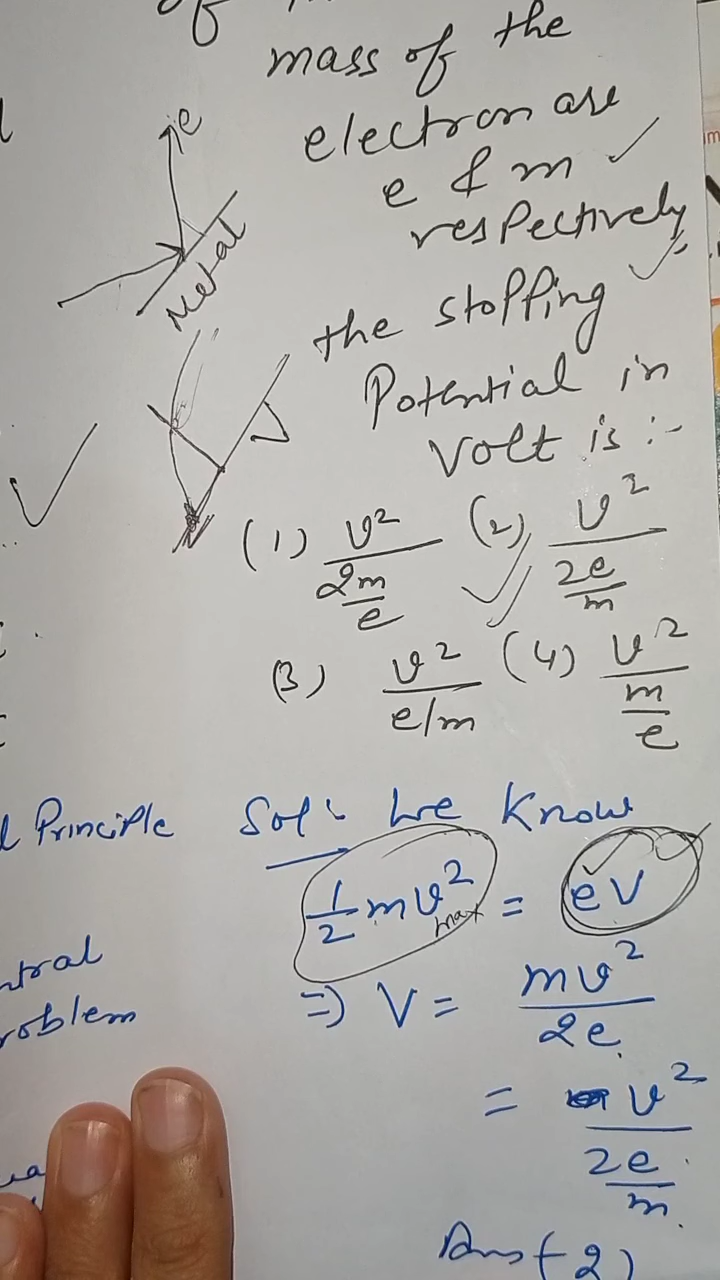 of
mass of the
electron are
e & m
respectively
e
Metal
the stopping
Potential in
volt is :-
(1) v²/(2m/e) (2) v²/(2e/m)
(3) v²/(e/m) (4) v²/(m/e)
Principle
Sol: We Know
1/2 mv²max = eV
ntral
roblem
=> V = mv²/2e
= v²/(2e/m)
Ans (2)